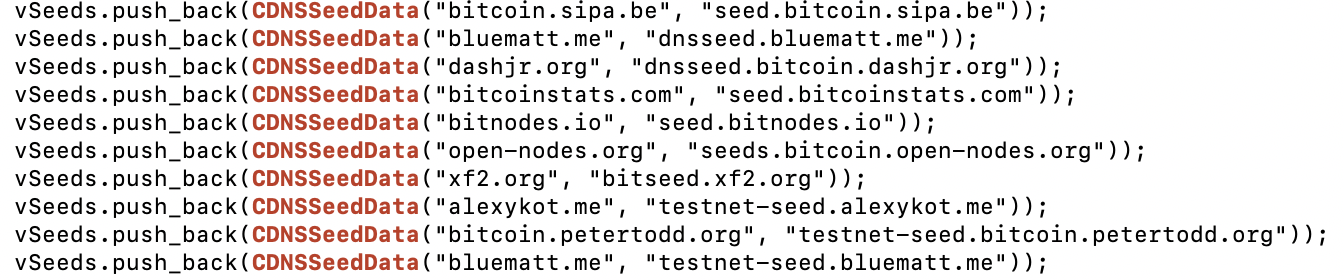 vSeeds.push_back(CDNSSeedData("bitcoin.sipa.be", "seed.bitcoin.sipa.be"));
vSeeds.push_back(CDNSSeedData("bluematt.me", "dnsseed.bluematt.me"));
vSeeds.push_back(CDNSSeedData("dashjr.org", "dnsseed.bitcoin.dashjr.org"));
vSeeds.push_back(CDNSSeedData("bitcoinstats.com", "seed.bitcoinstats.com"));
vSeeds.push_back(CDNSSeedData("bitnodes.io", "seed.bitnodes.io"));
vSeeds.push_back(CDNSSeedData("open-nodes.org", "seeds.bitcoin.open-nodes.org"));
vSeeds.push_back(CDNSSeedData("xf2.org", "bitseed.xf2.org"));
vSeeds.push_back(CDNSSeedData("alexykot.me", "testnet-seed.alexykot.me"));
vSeeds.push_back(CDNSSeedData("bitcoin.petertodd.org", "testnet-seed.bitcoin.petertodd.org"));
vSeeds.push_back(CDNSSeedData("bluematt.me", "testnet-seed.bluematt.me"));